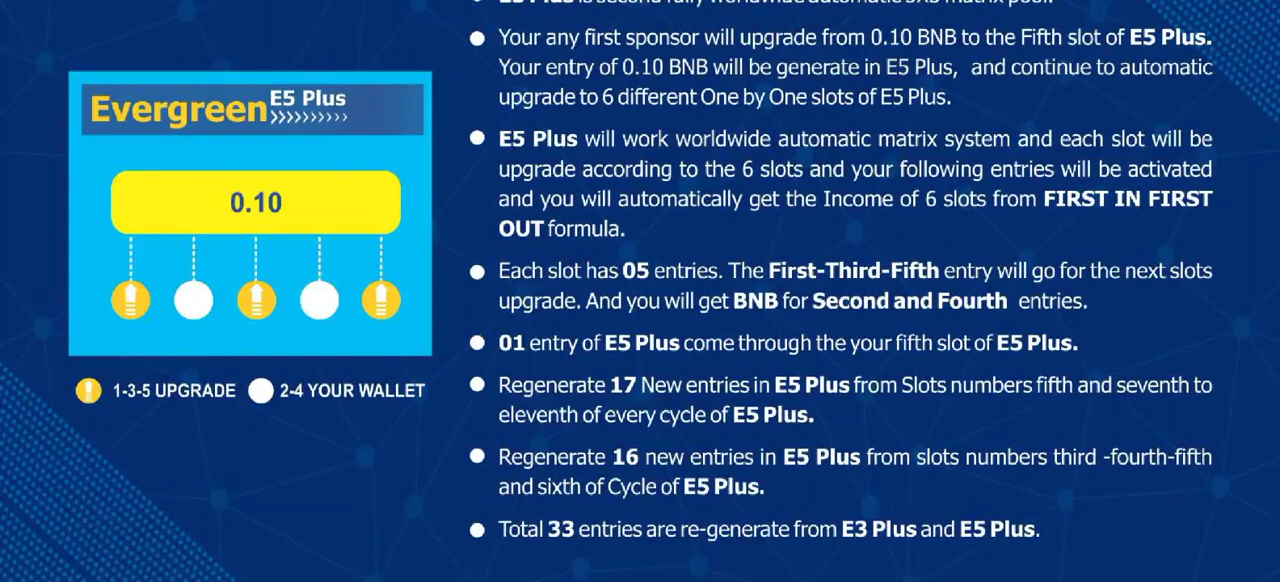 E5 Plus is second fully worldwide automatic 5X5 matrix pool.
Your any first sponsor will upgrade from 0.10 BNB to the Fifth slot of E5 Plus.
Your entry of 0.10 BNB will be generate in E5 Plus, and continue to automatic
upgrade to 6 different One by One slots of E5 Plus.
E5 Plus will work worldwide automatic matrix system and each slot will be
upgrade according to the 6 slots and your following entries will be activated
and you will automatically get the Income of 6 slots from FIRST IN FIRST
OUT formula.
Each slot has 05 entries. The First-Third-Fifth entry will go for the next slots
upgrade. And you will get BNB for Second and Fourth entries.
01 entry of E5 Plus come through the your fifth slot of E5 Plus.
Regenerate 17 New entries in E5 Plus from Slots numbers fifth and seventh to
eleventh of every cycle of E5 Plus.
Regenerate 16 new entries in E5 Plus from slots numbers third -fourth-fifth
and sixth of Cycle of E5 Plus.
Total 33 entries are re-generate from E3 Plus and E5 Plus.
Evergreen E5 Plus
0.10
1-3-5 UPGRADE 2-4 YOUR WALLET